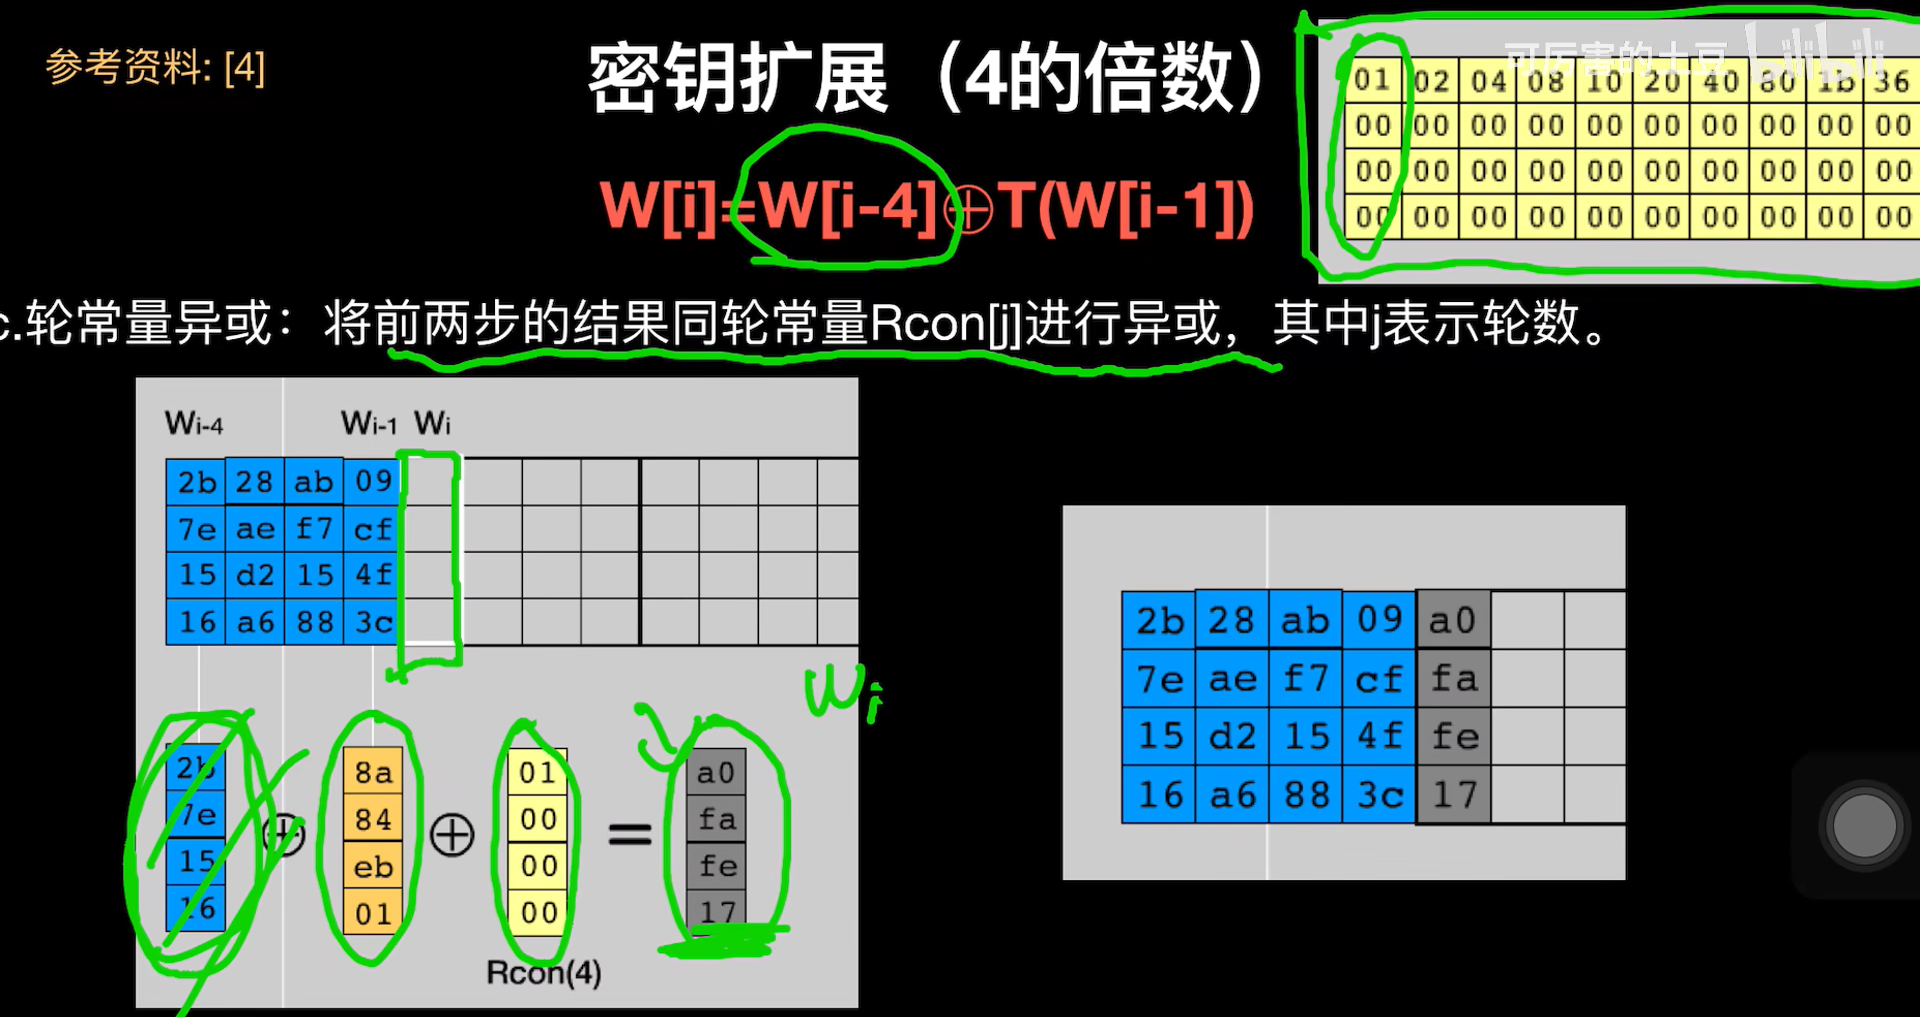 参考资料: [4]
密钥扩展（4的倍数）
可厉害的土豆 bilibili
01 02 04 08 10 20 40 80 1b 36
00 00 00 00 00 00 00 00 00 00
00 00 00 00 00 00 00 00 00 00
00 00 00 00 00 00 00 00 00 00
W[i]=W[i-4]⊕T(W[i-1])
c.轮常量异或：将前两步的结果同轮常量Rcon[j]进行异或，其中j表示轮数。
Wi-4 Wi-1 Wi
2b 28 ab 09
7e ae f7 cf
15 d2 15 4f
16 a6 88 3c
Wi
2b 8a 01 a0
7e 84 00 fa
15 eb 00 fe
16 01 00 17
⊕ ⊕ =
Rcon(4)
2b 28 ab 09 a0
7e ae f7 cf fa
15 d2 15 4f fe
16 a6 88 3c 17